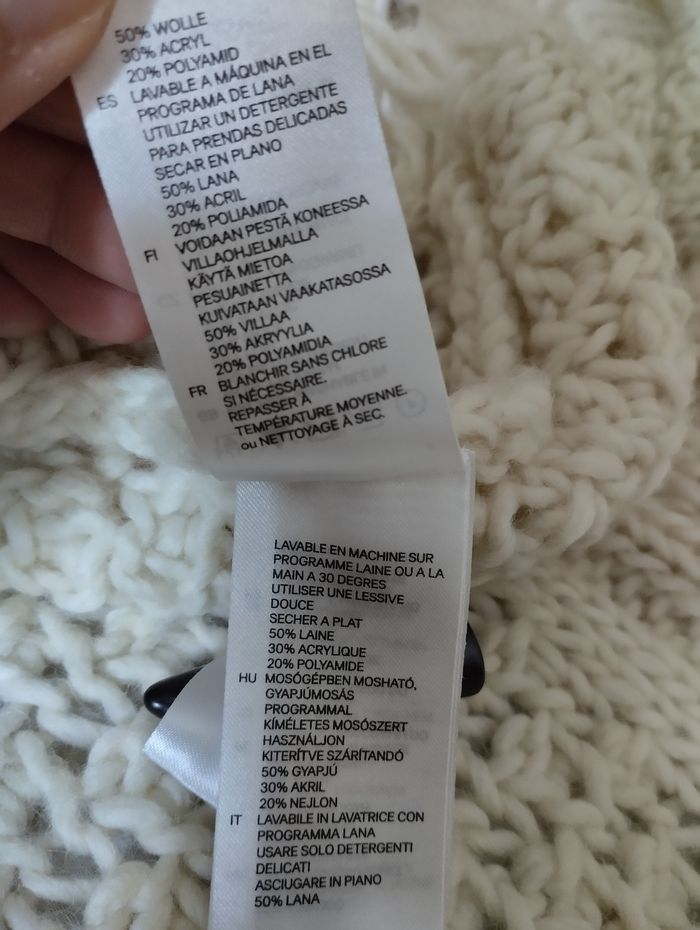 50% WOLLE
30% ACRYL
20% POLYAMID
ES LAVABLE A MÁQUINA EN EL
PROGRAMA DE LANA
UTILIZAR UN DETERGENTE
PARA PRENDAS DELICADAS
SECAR EN PLANO
50% LANA
30% ACRIL
20% POLIAMIDA
FI VOIDAAN PESTÄ KONEESSA
VILLAOHJELMALLA
KÄYTÄ MIETOA
PESUAINETTA
KUIVATAAN VAAKATASOSSA
50% VILLAA
30% AKRYYLIA
20% POLYAMIDIA
FR BLANCHIR SANS CHLORE
SI NÉCESSAIRE.
REPASSER À
TEMPÉRATURE MOYENNE.
ou NETTOYAGE À SEC.
LAVABLE EN MACHINE SUR
PROGRAMME LAINE OU A LA
MAIN A 30 DEGRES
UTILISER UNE LESSIVE
DOUCE
SECHER A PLAT
50% LAINE
30% ACRYLIQUE
20% POLYAMIDE
HU MOSÓGÉPBEN MOSHATÓ,
GYAPJÚMOSÁS
PROGRAMMAL
KÍMÉLETES MOSÓSZERT
HASZNÁLJON
KITERÍTVE SZÁRÍTANDÓ
50% GYAPJÚ
30% AKRIL
20% NEJLON
IT LAVABILE IN LAVATRICE CON
PROGRAMMA LANA
USARE SOLO DETERGENTI
DELICATI
ASCIUGARE IN PIANO
50% LANA